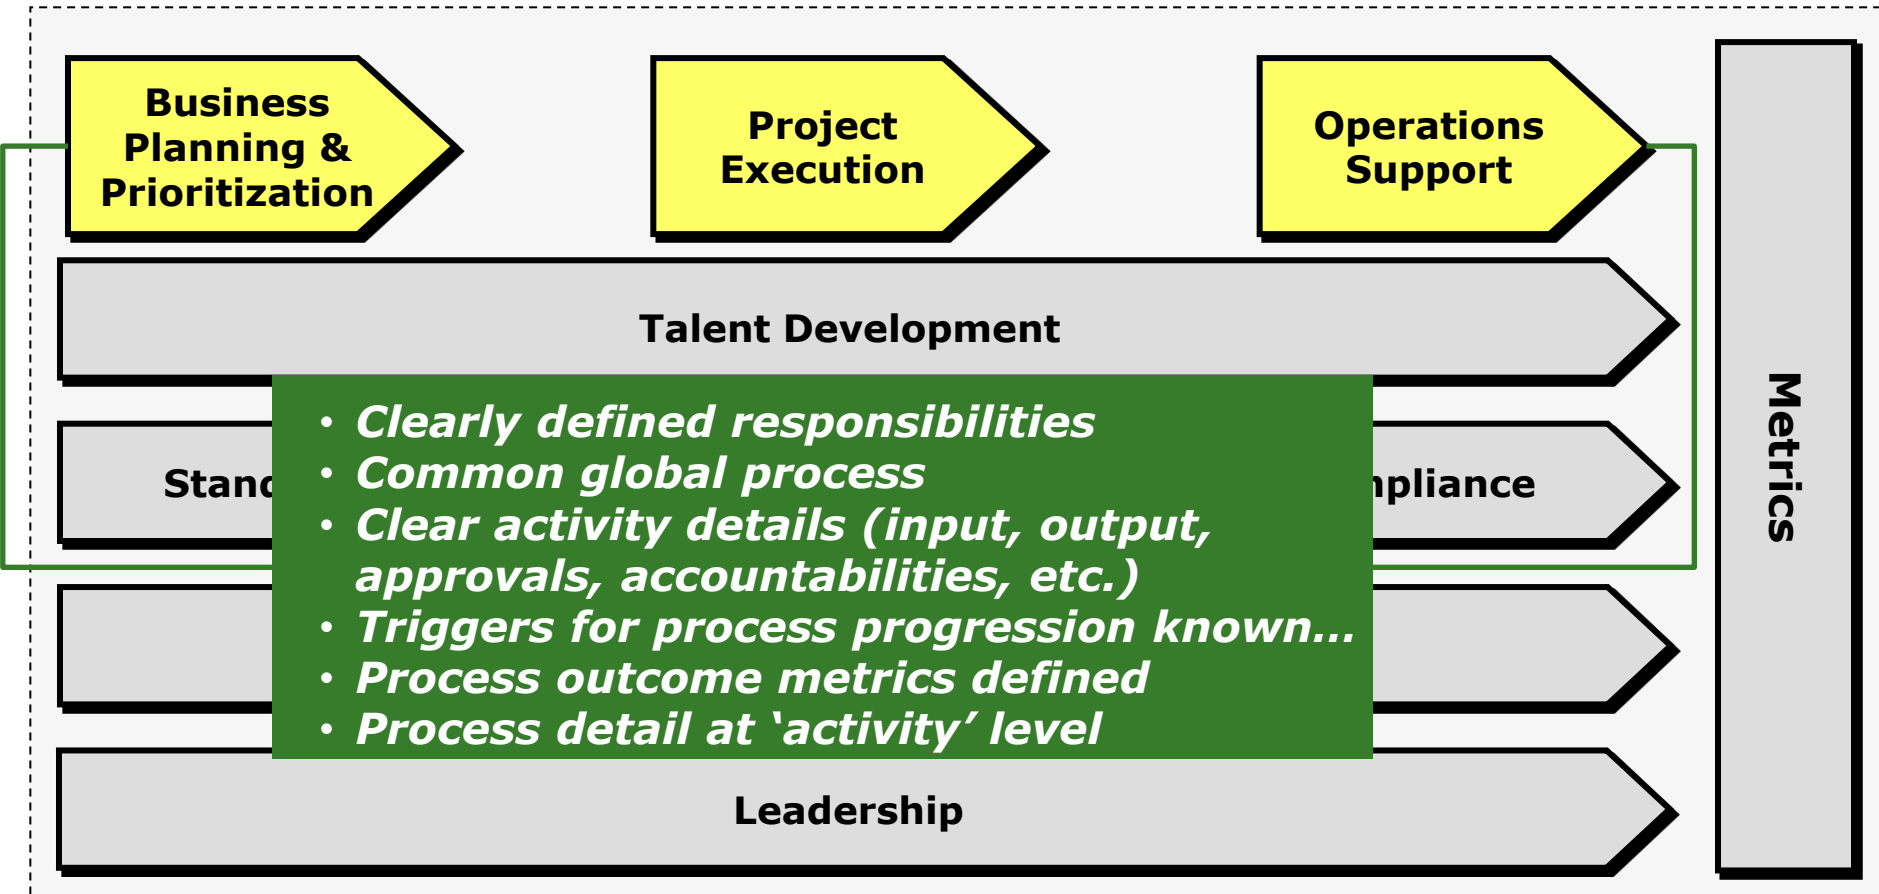 Business
Planning &
Prioritization
Project
Execution
Operations
Support
Talent Development
• Clearly defined responsibilities
• Common global process
• Clear activity details (input, output,
approvals, accountabilities, etc.)
• Triggers for process progression known…
• Process outcome metrics defined
• Process detail at ‘activity’ level
Leadership
Metrics